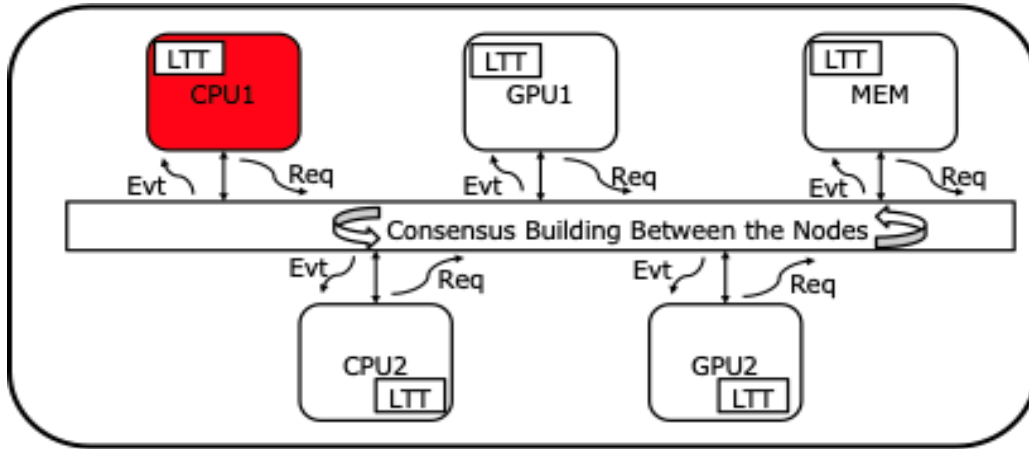 LTT
CPU1
LTT
GPU1
LTT
MEM
Evt
Req
Evt
Req
Evt
Req
Consensus Building Between the Nodes
Evt
Req
Evt
Req
CPU2
LTT
GPU2
LTT